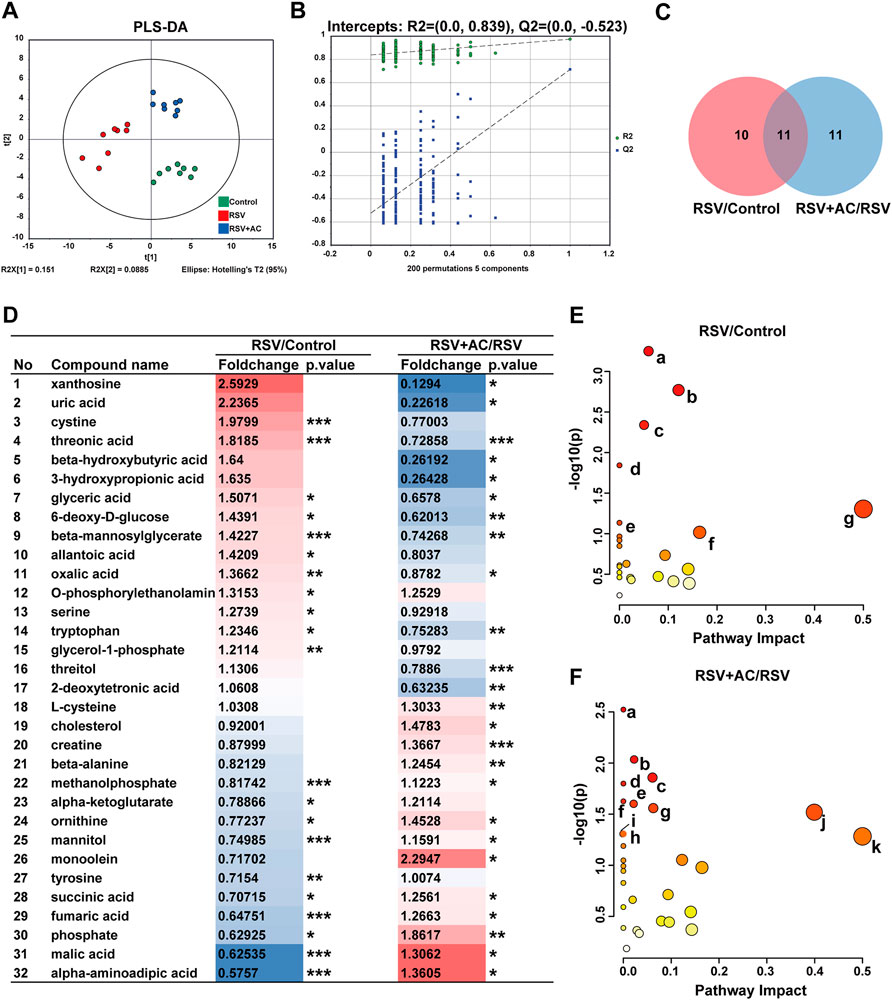 A
PLS-DA
10
8
6
4
2
0
-2
-4
-6
-8
-10
t[2]
-15
-10
-5
0
5
10
15
t[1]
Control
RSV
RSV+AC
R2X[1] = 0.151 R2X[2] = 0.0885 Ellipse: Hotelling's T2 (95%)
B
Intercepts: R2=(0.0, 0.839), Q2=(0.0, -0.523)
1
0.8
0.6
0.4
0.2
0
-0.2
-0.4
-0.6
-0.8
0
0.2
0.4
0.6
0.8
1
1.2
200 permutations 5 components
R2
Q2
C
10 11 11
RSV/Control RSV+AC/RSV
D
RSV/Control RSV+AC/RSV
No Compound name Foldchange p.value Foldchange p.value
1 xanthosine 2.5929 0.1294 *
2 uric acid 2.2365 0.22618 *
3 cystine 1.9799 *** 0.77003
4 threonic acid 1.8185 *** 0.72858 ***
5 beta-hydroxybutyric acid 1.64 0.26192 *
6 3-hydroxypropionic acid 1.635 0.26428 *
7 glyceric acid 1.5071 * 0.6578 *
8 6-deoxy-D-glucose 1.4391 * 0.62013 **
9 beta-mannosylglycerate 1.4227 *** 0.74268 **
10 allantoic acid 1.4209 * 0.8037
11 oxalic acid 1.3662 ** 0.8782 *
12 O-phosphorylethanolamin 1.3153 * 1.2529
13 serine 1.2739 * 0.92918
14 tryptophan 1.2346 * 0.75283 **
15 glycerol-1-phosphate 1.2114 ** 0.9792
16 threitol 1.1306 0.7886 ***
17 2-deoxytetronic acid 1.0608 0.63235 **
18 L-cysteine 1.0308 1.3033 **
19 cholesterol 0.92001 1.4783 *
20 creatine 0.87999 1.3667 ***
21 beta-alanine 0.82129 1.2454 **
22 methanolphosphate 0.81742 *** 1.1223 *
23 alpha-ketoglutarate 0.78866 * 1.2114
24 ornithine 0.77237 * 1.4528 *
25 mannitol 0.74985 *** 1.1591 *
26 monoolein 0.71702 2.2947 *
27 tyrosine 0.7154 ** 1.0074
28 succinic acid 0.70715 * 1.2561 *
29 fumaric acid 0.64751 *** 1.2663 *
30 phosphate 0.62925 * 1.8617 **
31 malic acid 0.62535 *** 1.3062 *
32 alpha-aminoadipic acid 0.5757 *** 1.3605 *
E
RSV/Control
3.0
2.5
2.0
1.5
1.0
0.5
-log10(p)
a
b
c
d
e
f
g
0.0
0.1
0.2
0.3
0.4
0.5
Pathway Impact
F
RSV+AC/RSV
2.5
2.0
1.5
1.0
0.5
-log10(p)
a
b
d
c
e
f
g
i
h
j
k
0.0
0.1
0.2
0.3
0.4
0.5
Pathway Impact